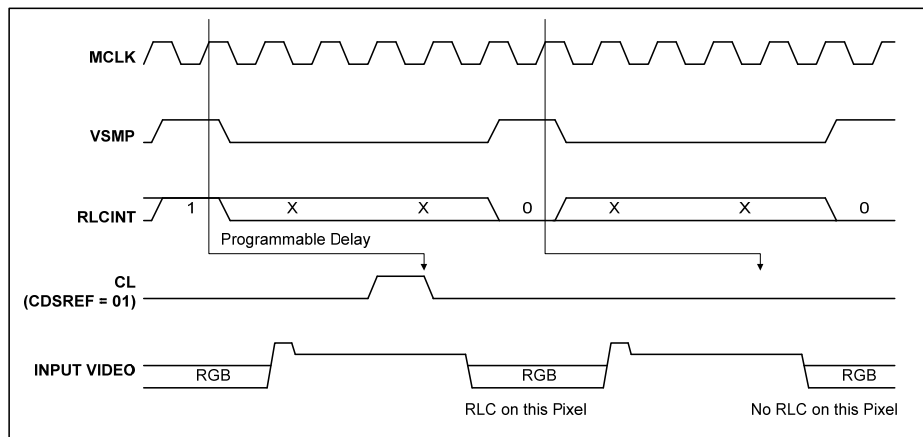 MCLK
VSMP
RLCINT
1 X X 0 X X 0
Programmable Delay
CL
(CDSREF = 01)
INPUT VIDEO
RGB RGB RGB
RLC on this Pixel No RLC on this Pixel